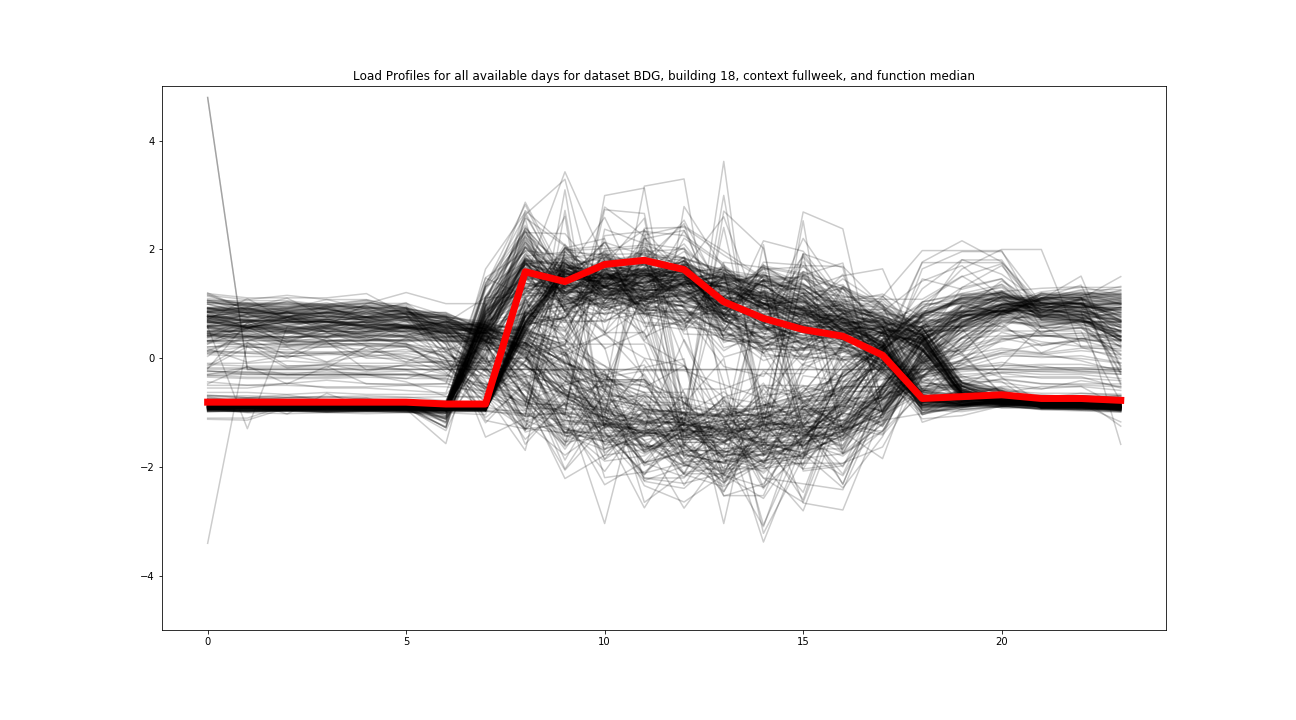 Load Profiles for all available days for dataset BDG, building 18, context fullweek, and function median
4
2
0
−2
−4
0 5 10 15 20